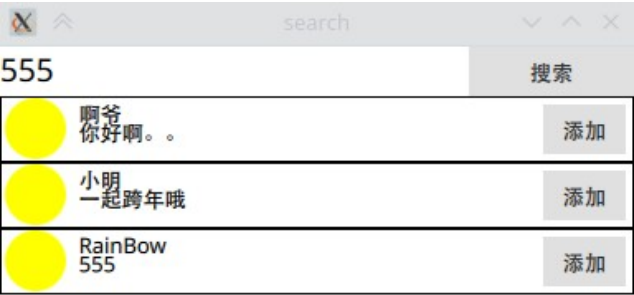 search
555
搜索
啊爷
你好啊。。
添加
小明
一起跨年哦
添加
RainBow
555
添加